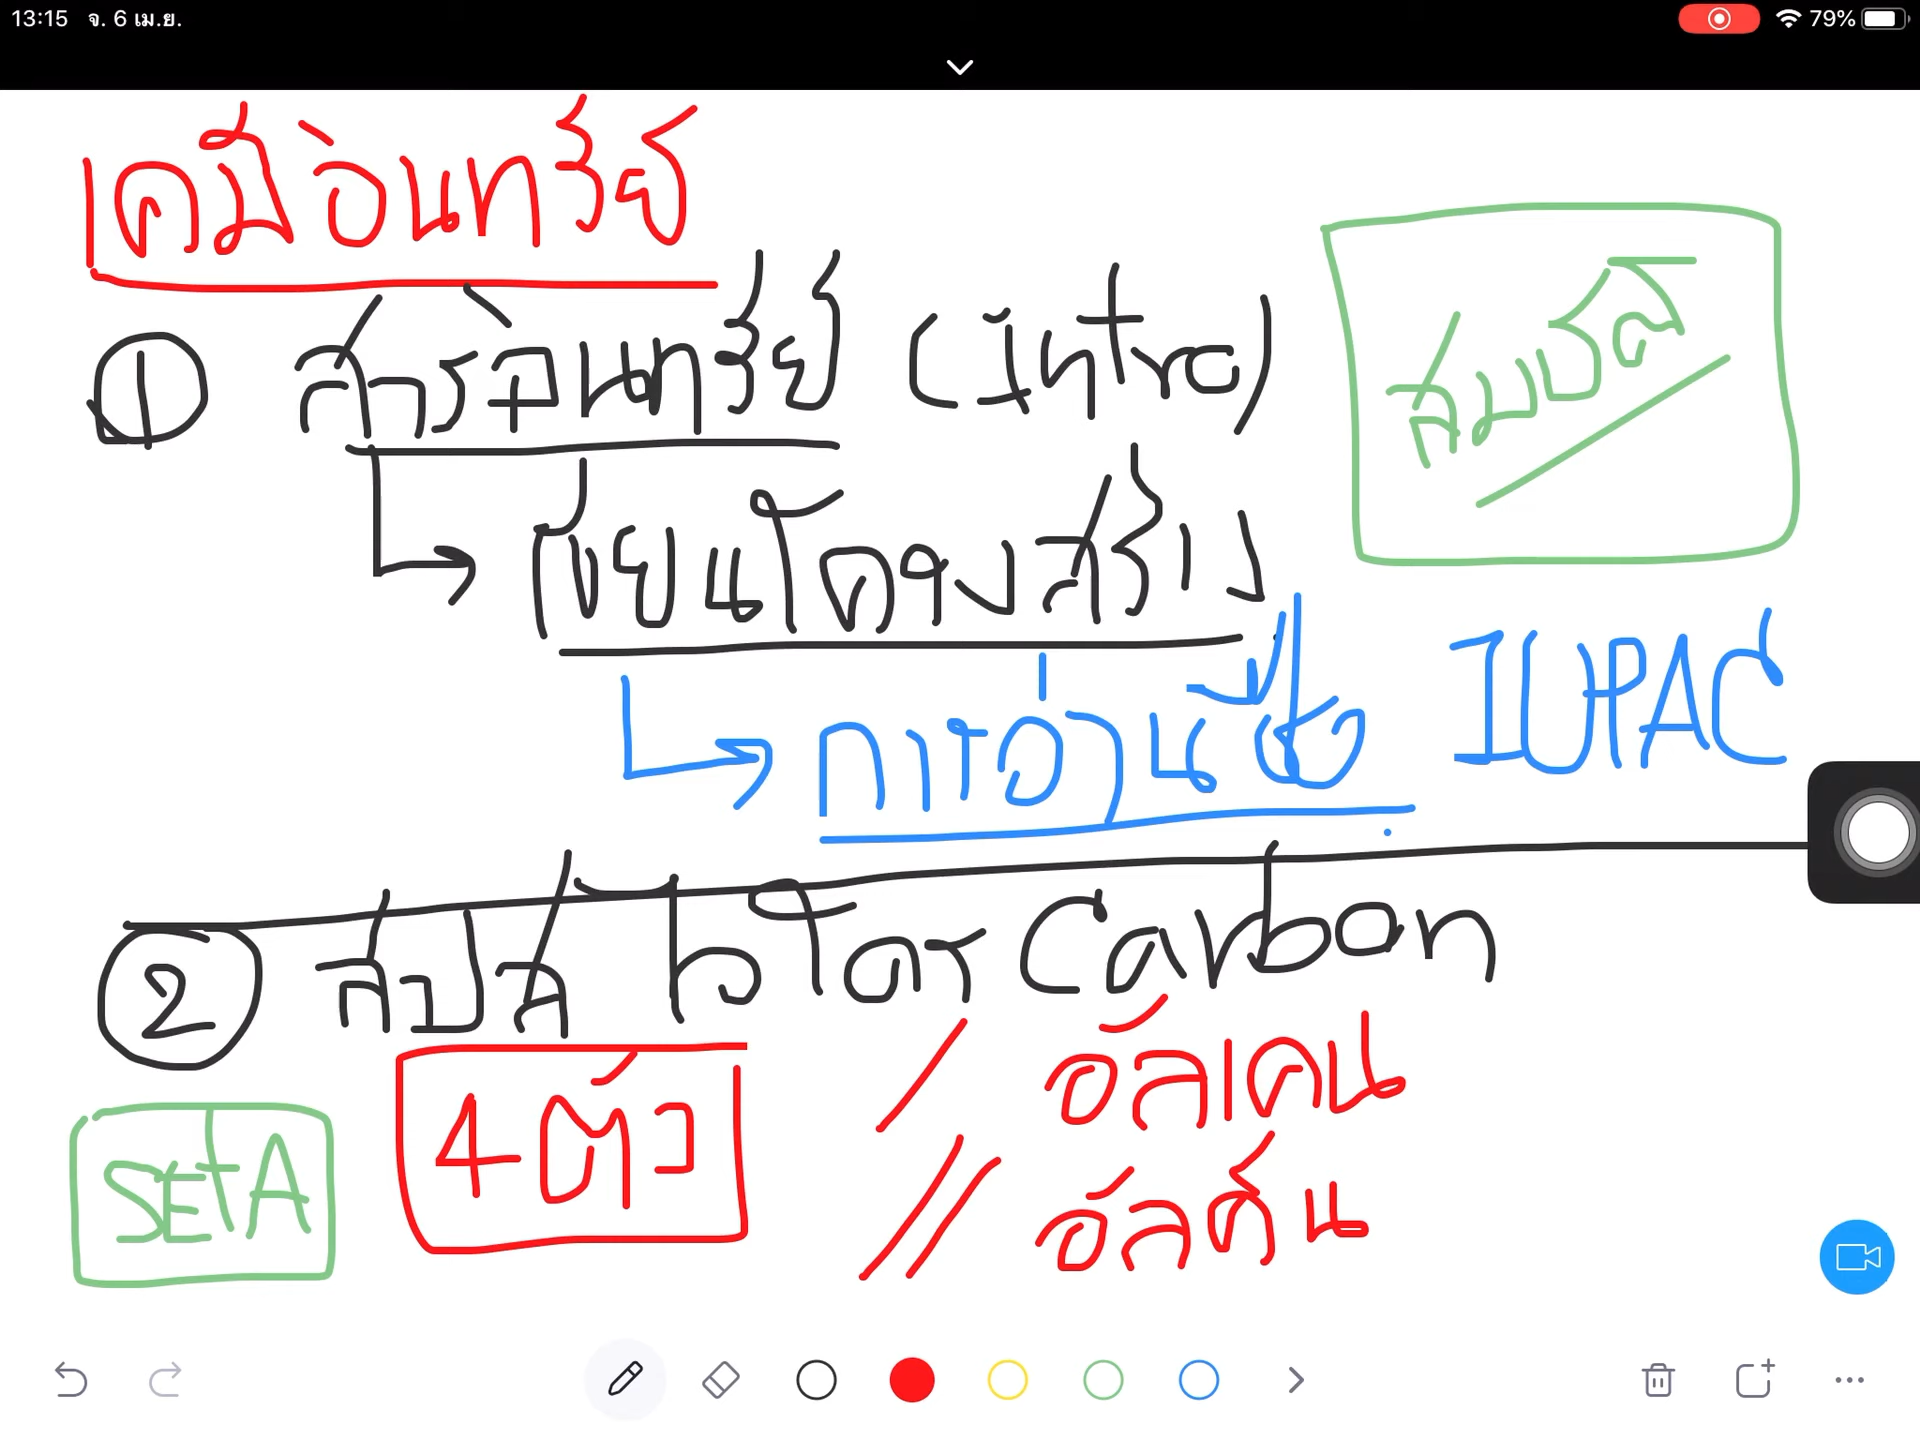 13:15 จ. 6 เม.ย.
79%
เคมีอินทรีย์
1 สารอินทรีย์ (Intro)
สมบัติ
เขียนโครงสร้าง
การอ่านชื่อ IUPAC
2 สารปสค ไฮโดร Carbon
SETA
4 ตัว
/ อัลเคน
// อัลคีน